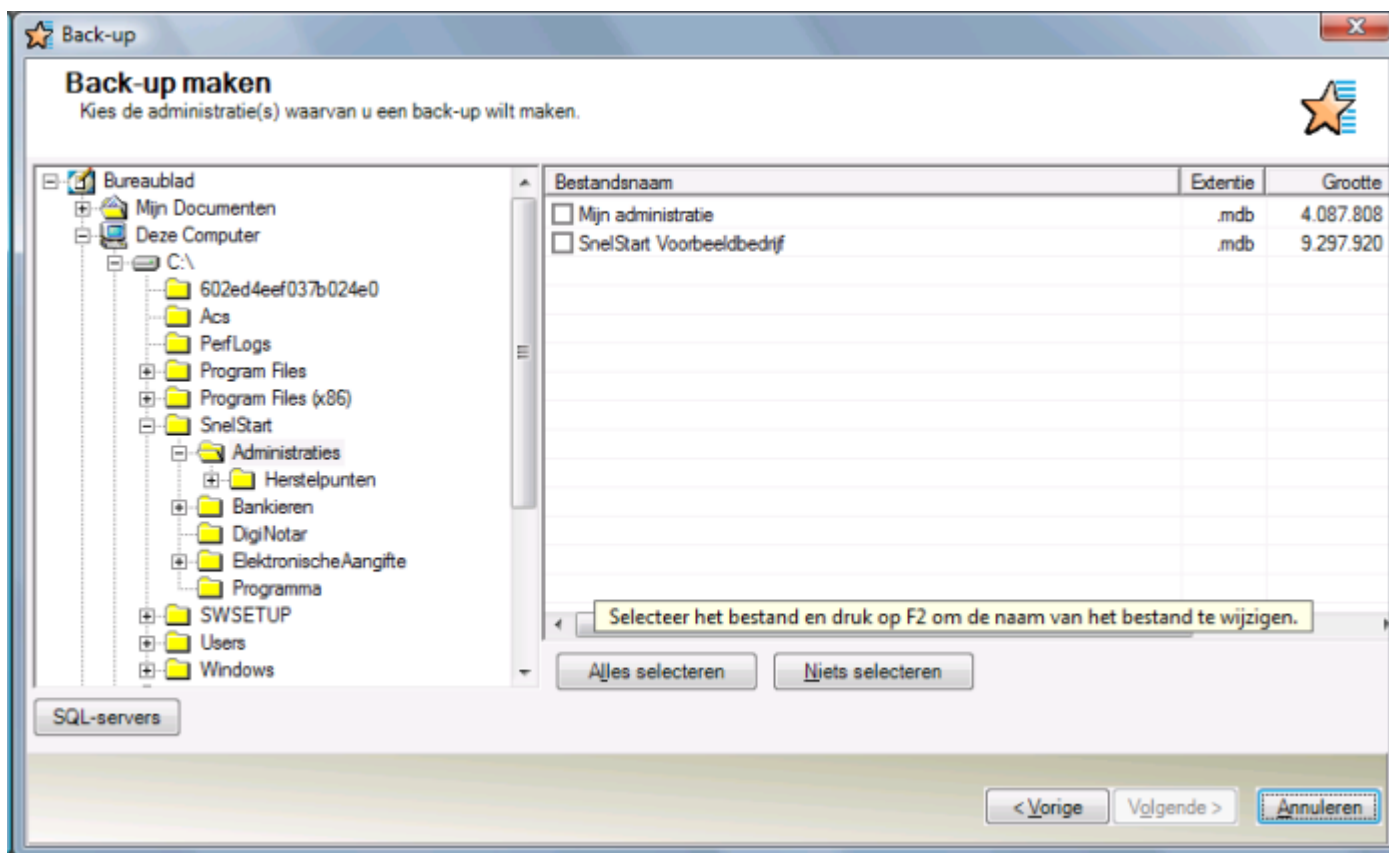 Back-up
Back-up maken
Kies de administratie(s) waarvan u een back-up wilt maken.
Bureaublad
Mijn Documenten
Deze Computer
C:\
602ed4eef037b024e0
Acs
PerfLogs
Program Files
Program Files (x86)
SnelStart
Administraties
Herstelpunten
Bankieren
DigiNotar
ElektronischeAangifte
Programma
SWSETUP
Users
Windows
SQL-servers
Bestandsnaam Extentie Grootte
Mijn administratie .mdb 4.087.808
SnelStart Voorbeeldbedrijf .mdb 9.297.920
Selecteer het bestand en druk op F2 om de naam van het bestand te wijzigen.
Alles selecteren Niets selecteren
< Vorige Volgende > Annuleren